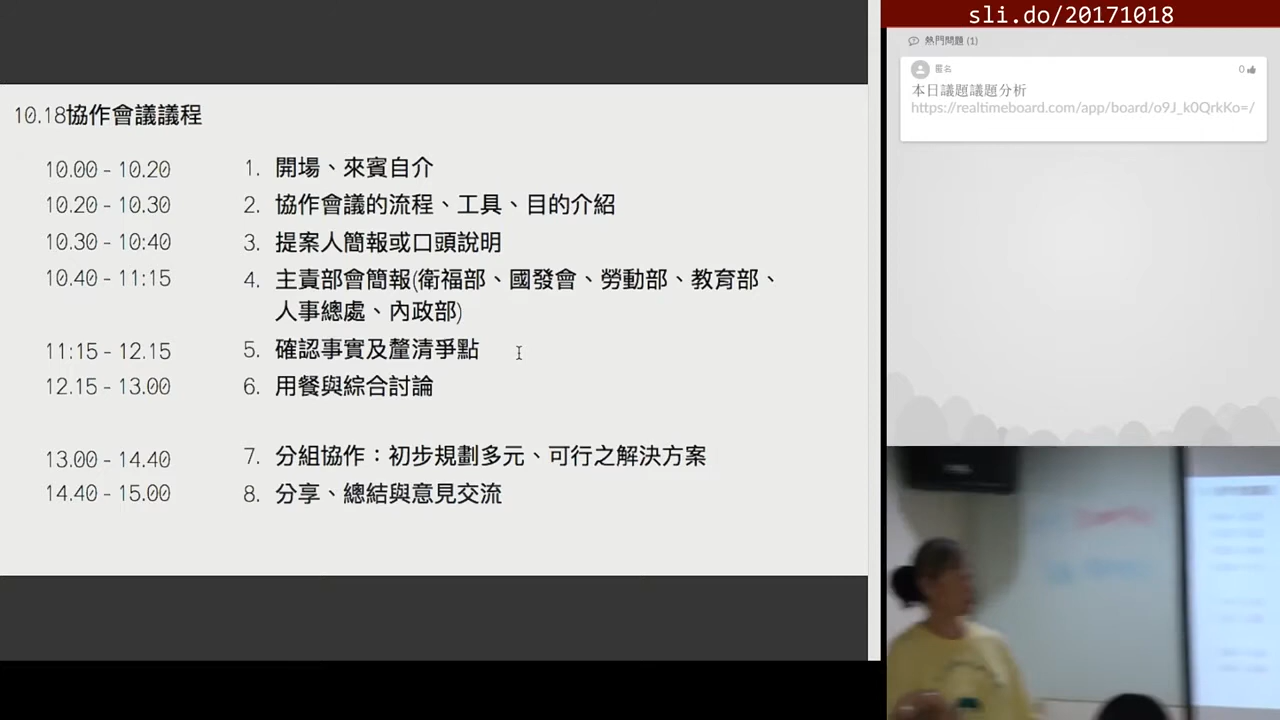 10.18協作會議議程
10.00 - 10.20 1. 開場、來賓自介
10.20 - 10.30 2. 協作會議的流程、工具、目的介紹
10.30 - 10:40 3. 提案人簡報或口頭說明
10.40 - 11:15 4. 主責部會簡報(衛福部、國發會、勞動部、教育部、
人事總處、內政部)
11:15 - 12.15 5. 確認事實及釐清爭點
12.15 - 13.00 6. 用餐與綜合討論
13.00 - 14.40 7. 分組協作：初步規劃多元、可行之解決方案
14.40 - 15.00 8. 分享、總結與意見交流
sli.do/20171018
熱門問題 (1)
匿名 0
本日議題議題分析
https://realtimeboard.com/app/board/o9J_k0QrkKo=/